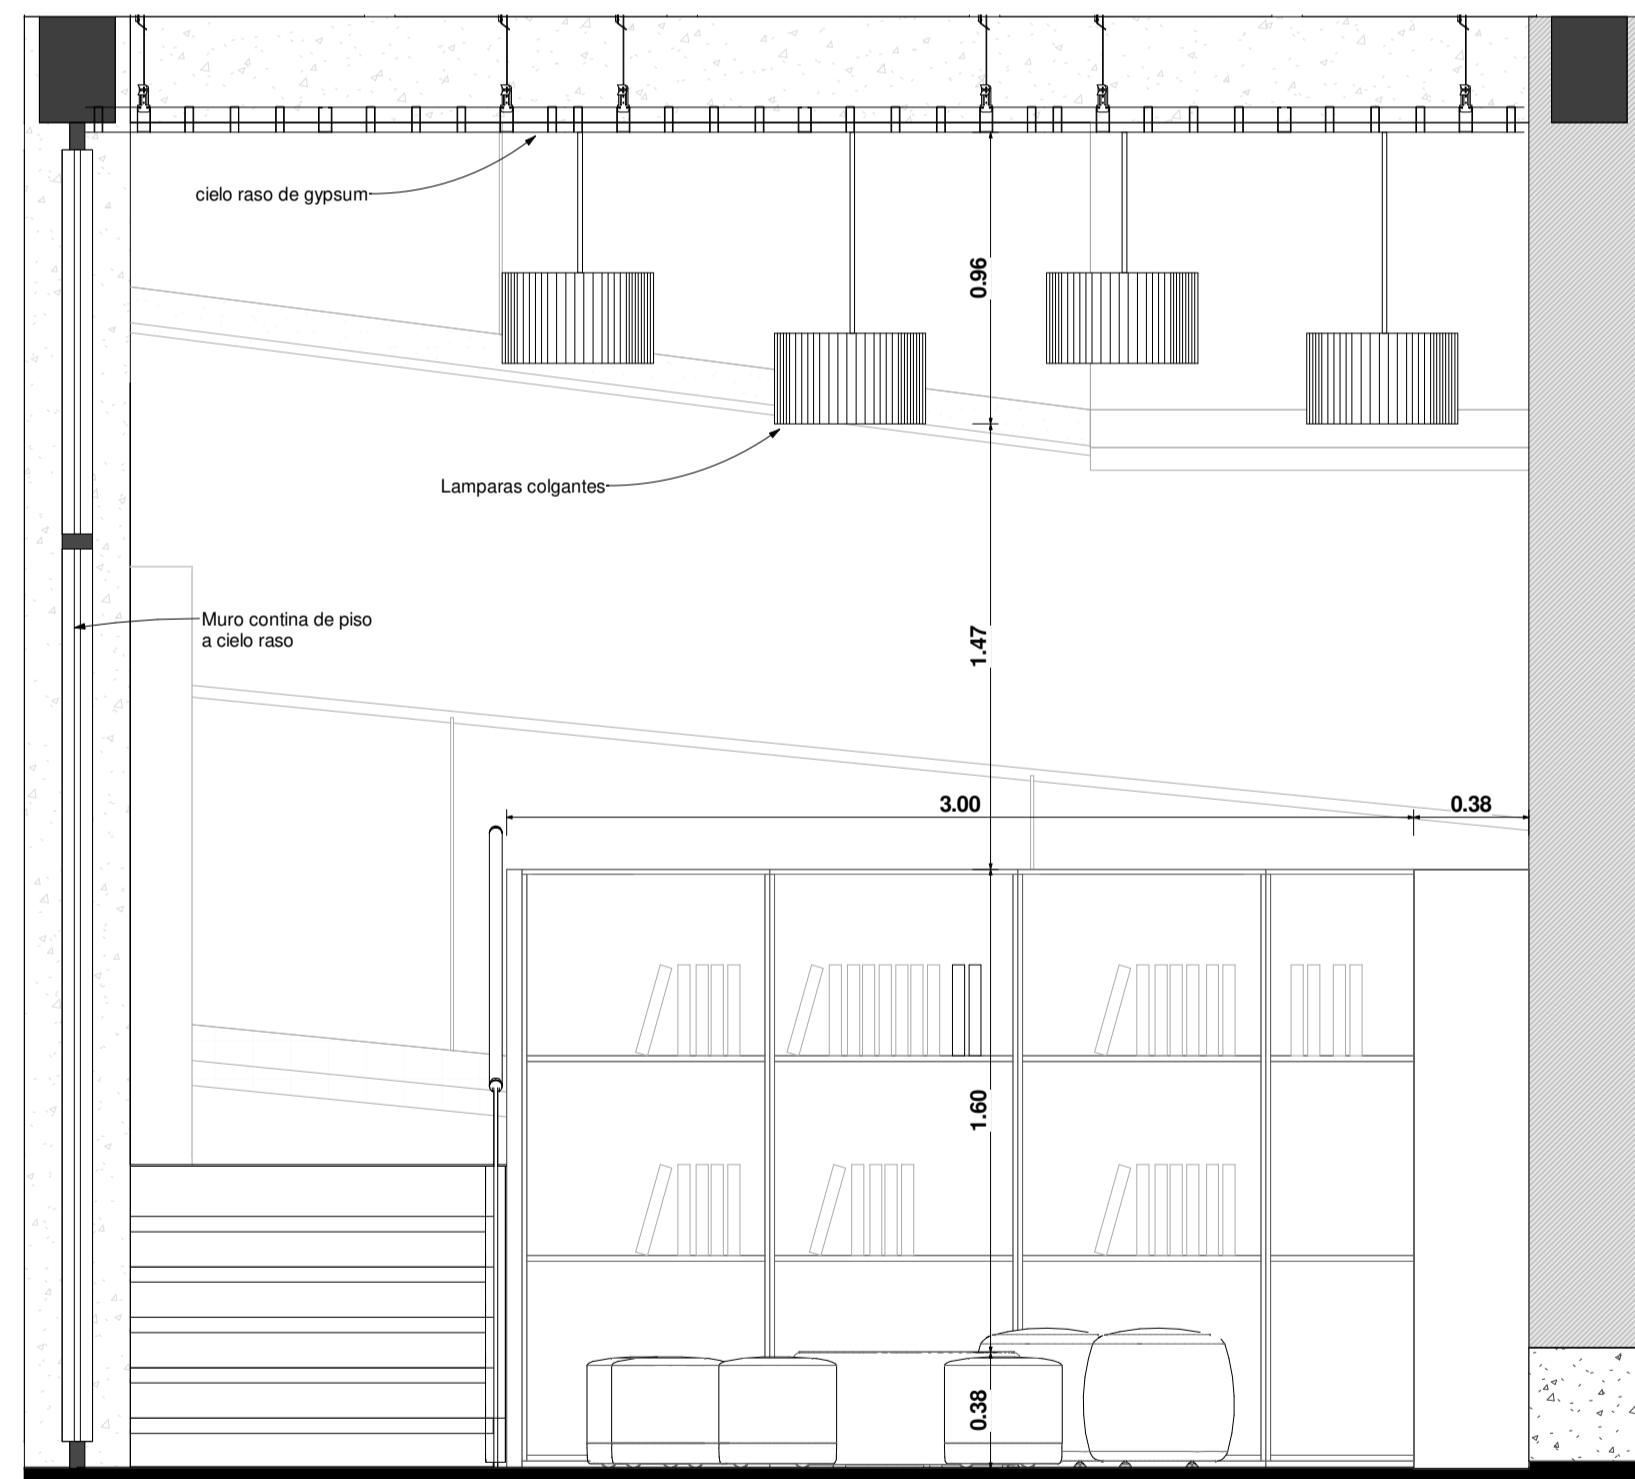 cielo raso de gypsum
0.96
Lamparas colgantes
Muro contina de piso
a cielo raso
1.47
3.00
0.38
1.60
0.38